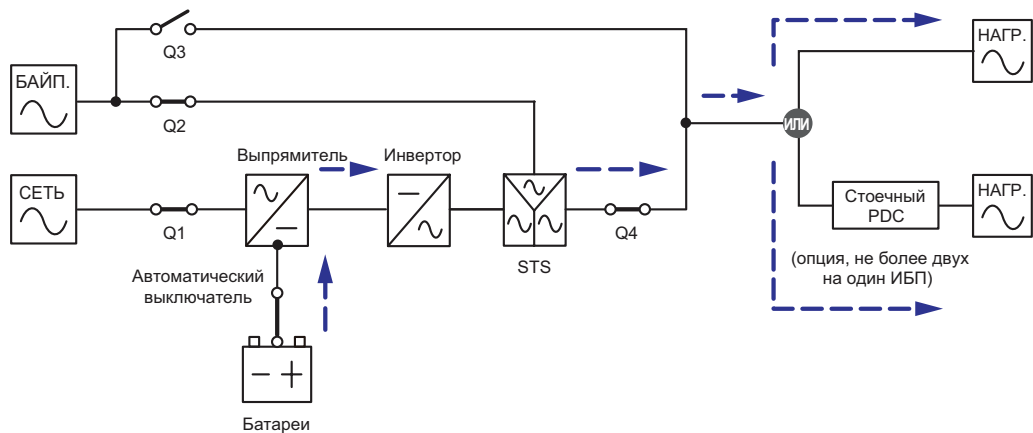 Q3
НАГР.
БАЙП.
Q2
ИЛИ
Выпрямитель
Инвертор
СЕТЬ
Q1
STS
Q4
Стоечный
PDC
НАГР.
(опция, не более двух
на один ИБП)
Автоматический
выключатель
Батареи